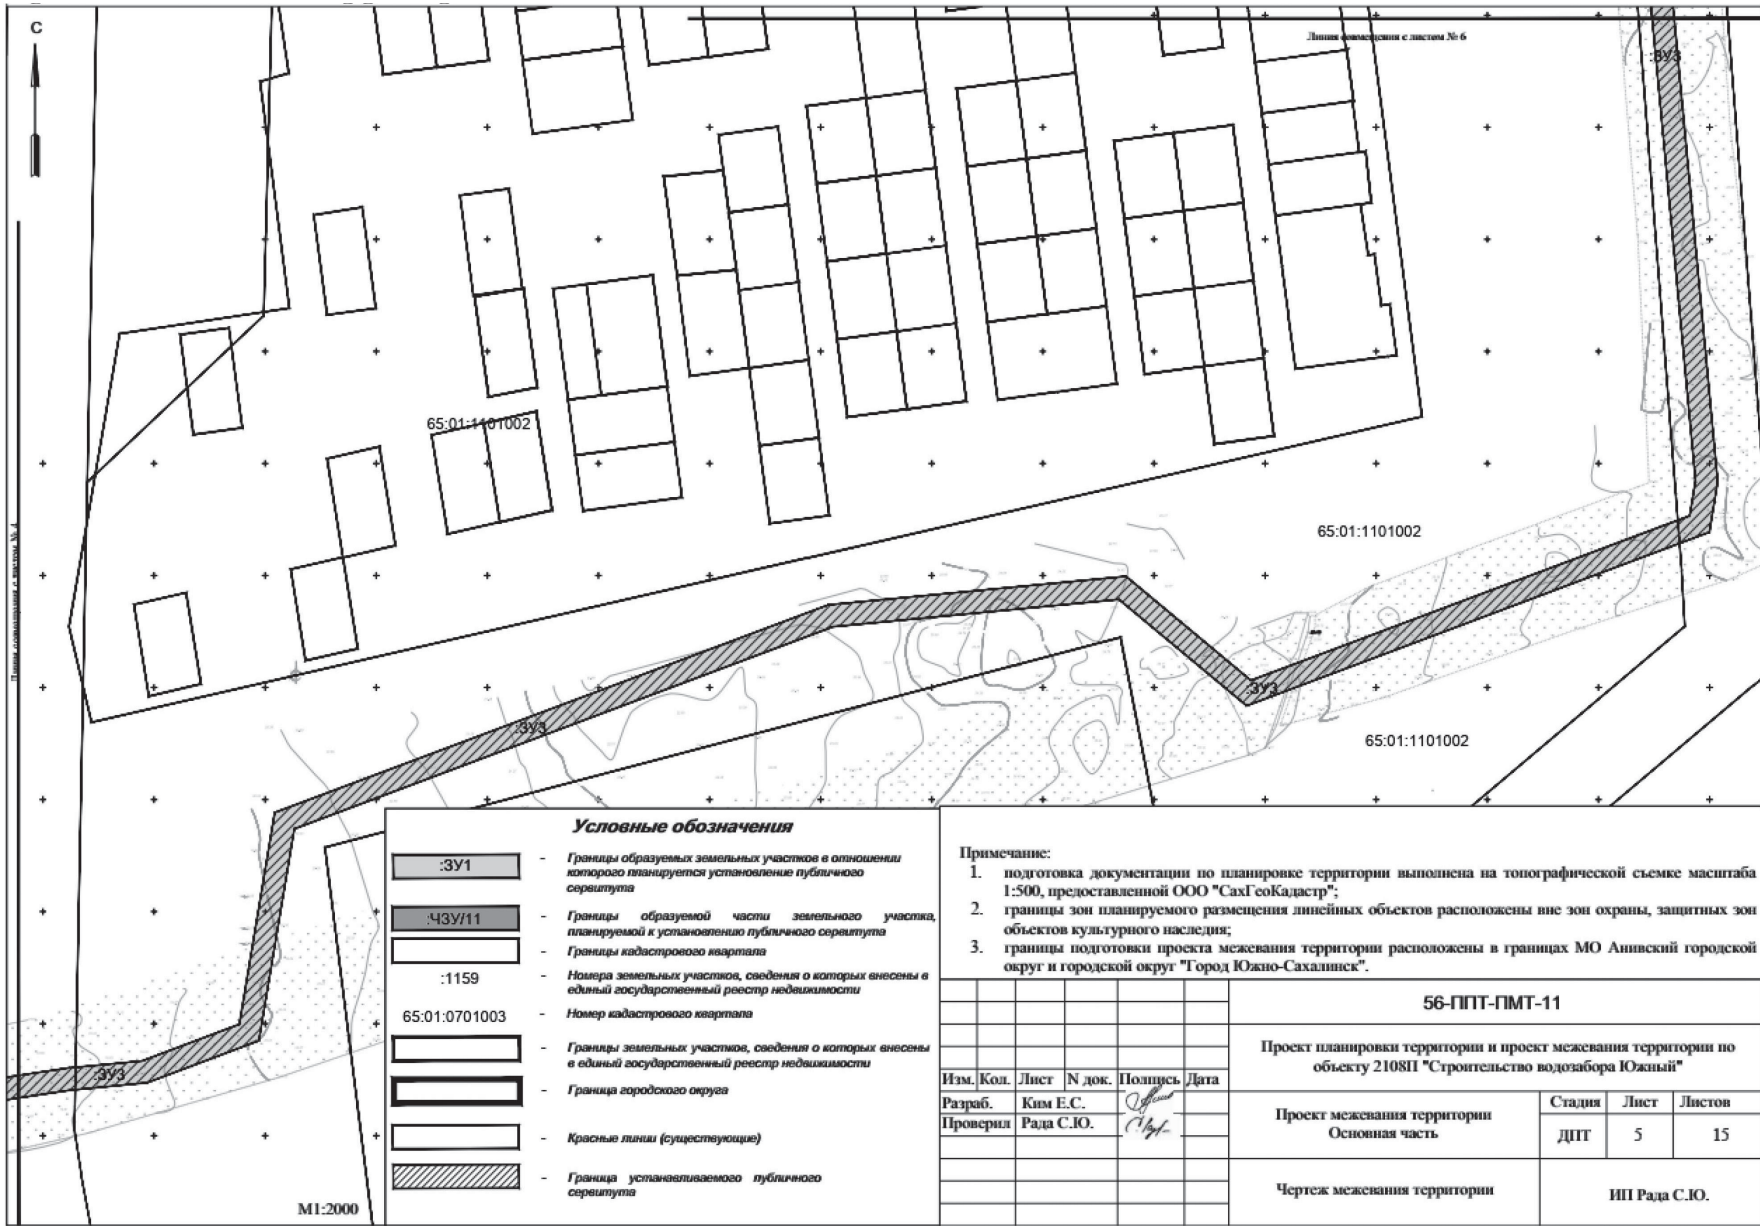 С
Линия совмещения с листом № 6
:ЗУ3
65:01:1101002
65:01:1101002
Линия совмещения с листом № 4
:ЗУ3
:ЗУ3
65:01:1101002
:ЗУ3
М1:2000
Условные обозначения
:ЗУ1
- Границы образуемых земельных участков в отношении
которого планируется установление публичного
сервитута
:ЧЗУ/11
- Границы образуемой части земельного участка,
планируемой к установлению публичного сервитута
- Границы кадастрового квартала
:1159
- Номера земельных участков, сведения о которых внесены в
единый государственный реестр недвижимости
65:01:0701003
- Номер кадастрового квартала
- Границы земельных участков, сведения о которых внесены
в единый государственный реестр недвижимости
- Граница городского округа
- Красные линии (существующие)
- Граница устанавливаемого публичного
сервитута
Примечание:
1. подготовка документации по планировке территории выполнена на топографической съемке масштаба
1:500, предоставленной ООО "СахГеоКадастр";
2. границы зон планируемого размещения линейных объектов расположены вне зон охраны, защитных зон
объектов культурного наследия;
3. границы подготовки проекта межевания территории расположены в границах МО Анивский городской
округ и городской округ "Город Южно-Сахалинск".
56-ППТ-ПМТ-11
Проект планировки территории и проект межевания территории по
объекту 2108П "Строительство водозабора Южный"
Изм. Кол. Лист N док. Подпись Дата
Разраб. Ким Е.С.
Проверил Рада С.Ю.
Проект межевания территории
Основная часть
Стадия Лист Листов
ДПТ 5 15
Чертеж межевания территории
ИП Рада С.Ю.